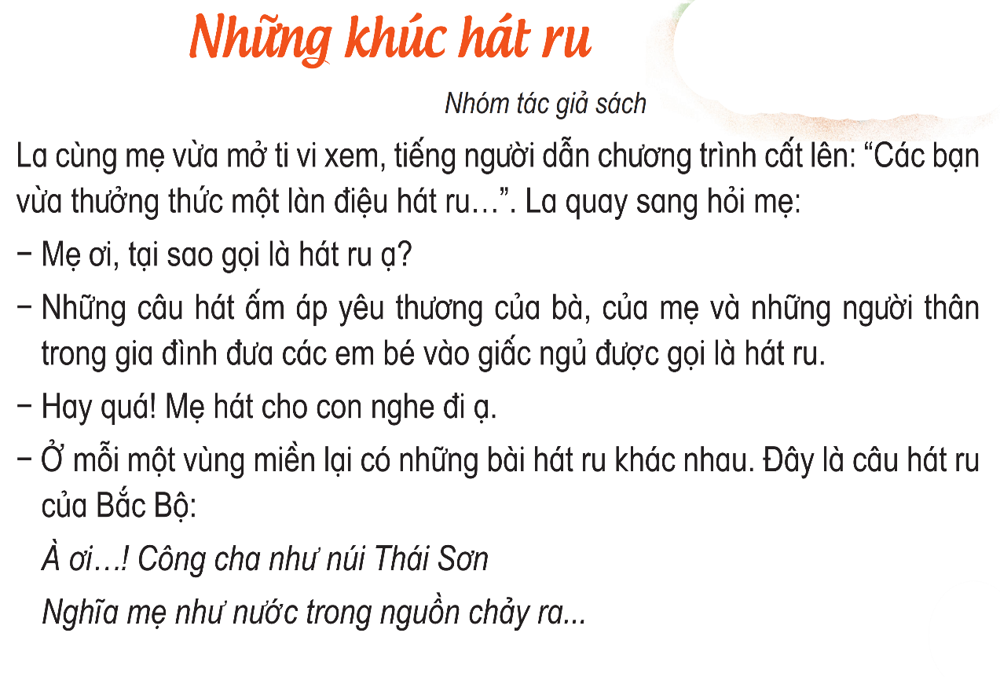 Những khúc hát ru
Nhóm tác giả sách
La cùng mẹ vừa mở ti vi xem, tiếng người dẫn chương trình cất lên: “Các bạn
vừa thưởng thức một làn điệu hát ru…”. La quay sang hỏi mẹ:
– Mẹ ơi, tại sao gọi là hát ru ạ?
– Những câu hát ấm áp yêu thương của bà, của mẹ và những người thân
trong gia đình đưa các em bé vào giấc ngủ được gọi là hát ru.
– Hay quá! Mẹ hát cho con nghe đi ạ.
– Ở mỗi một vùng miền lại có những bài hát ru khác nhau. Đây là câu hát ru
của Bắc Bộ:
À ơi…! Công cha như núi Thái Sơn
Nghĩa mẹ như nước trong nguồn chảy ra...